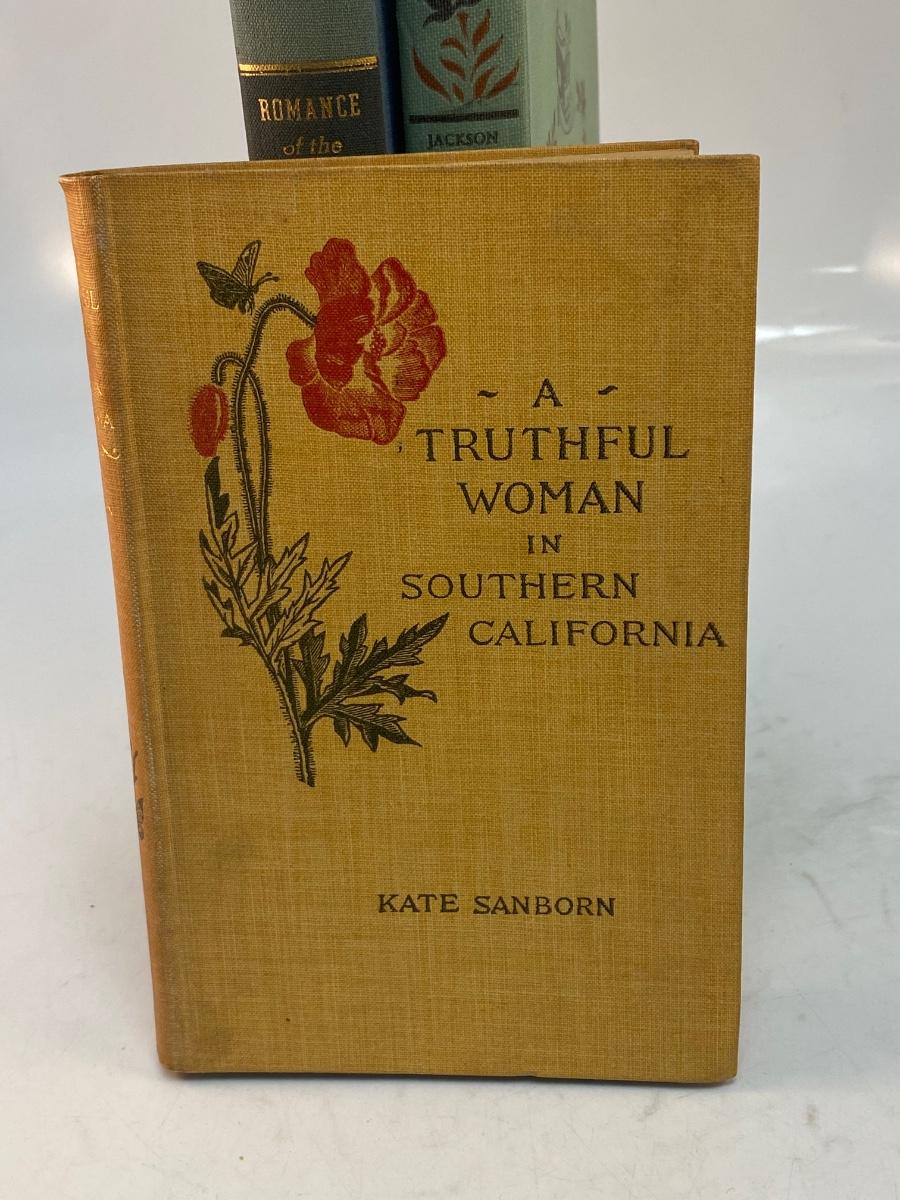 ROMANCE
of the
JACKSON
~ A ~
TRUTHFUL
WOMAN
IN
SOUTHERN
CALIFORNIA
KATE SANBORN